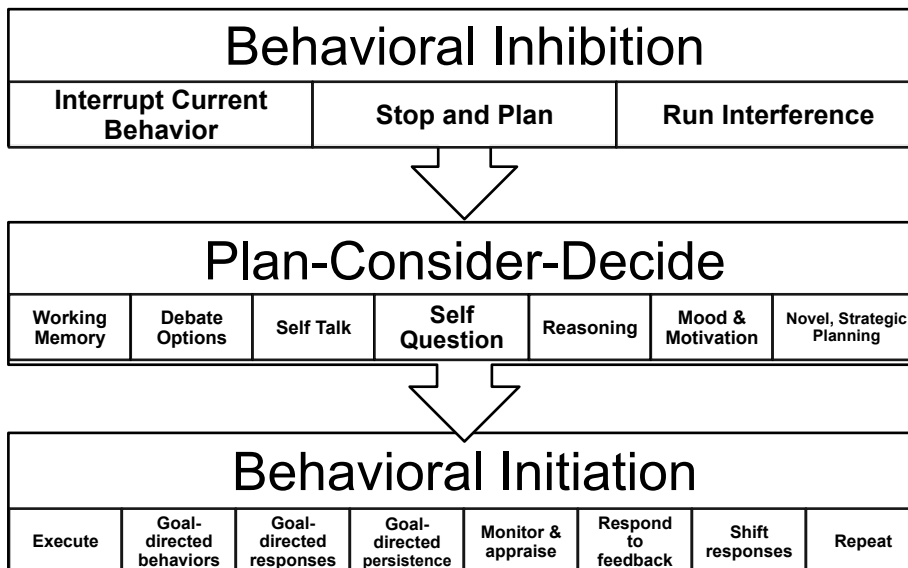 Behavioral Inhibition
Interrupt Current
Behavior
Stop and Plan
Run Interference
Plan-Consider-Decide
Working
Memory
Debate
Options
Self Talk
Self
Question
Reasoning
Mood &
Motivation
Novel, Strategic
Planning
Behavioral Initiation
Execute
Goal-
directed
behaviors
Goal-
directed
responses
Goal-
directed
persistence
Monitor &
appraise
Respond
to
feedback
Shift
responses
Repeat